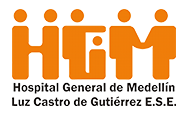 HGM
Hospital General de Medellín
Luz Castro de Gutiérrez E.S.E.